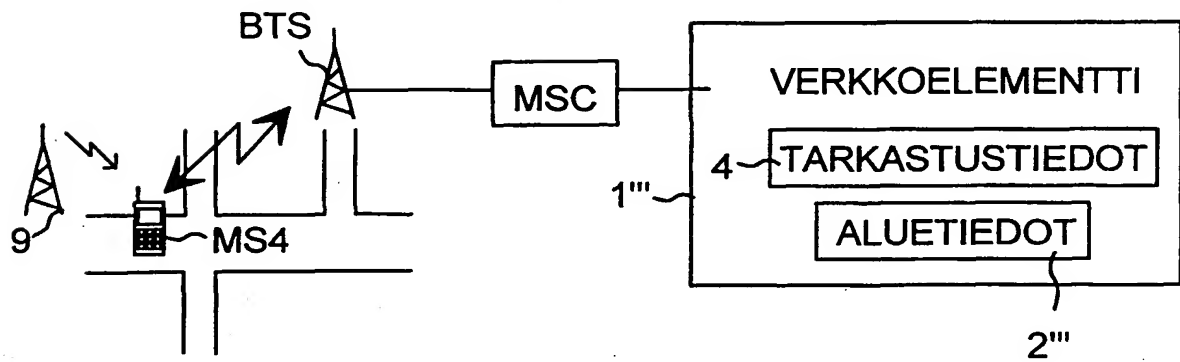 BTS
MSC
VERKKOELEMENTTI
4
TARKASTUSTIEDOT
1'''
ALUETIEDOT
9
MS4
2'''